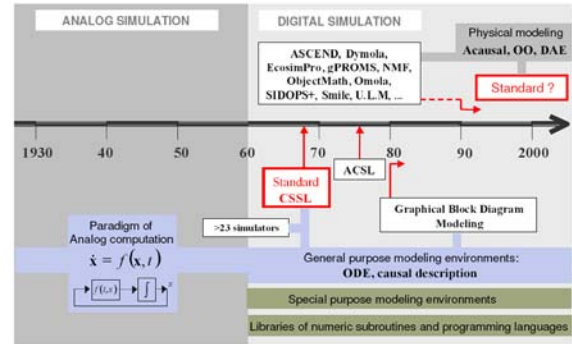 ANALOG SIMULATION
DIGITAL SIMULATION
Physical modeling
Acausal, OO, DAE
ASCEND, Dymola,
EcosimPro, gPROMS, NMF,
ObjectMath, Omola,
SIDOPS+, Smile, U.L.M, ...
Standard ?
1930 40 50 60 70 80 90 2000
Standard
CSSL
ACSL
Graphical Block Diagram
Modeling
>23 simulators
Paradigm of
Analog computation
ẋ = f(x, t)
f(t,x) ∫ x
General purpose modeling environments:
ODE, causal description
Special purpose modeling environments
Libraries of numeric subroutines and programming languages